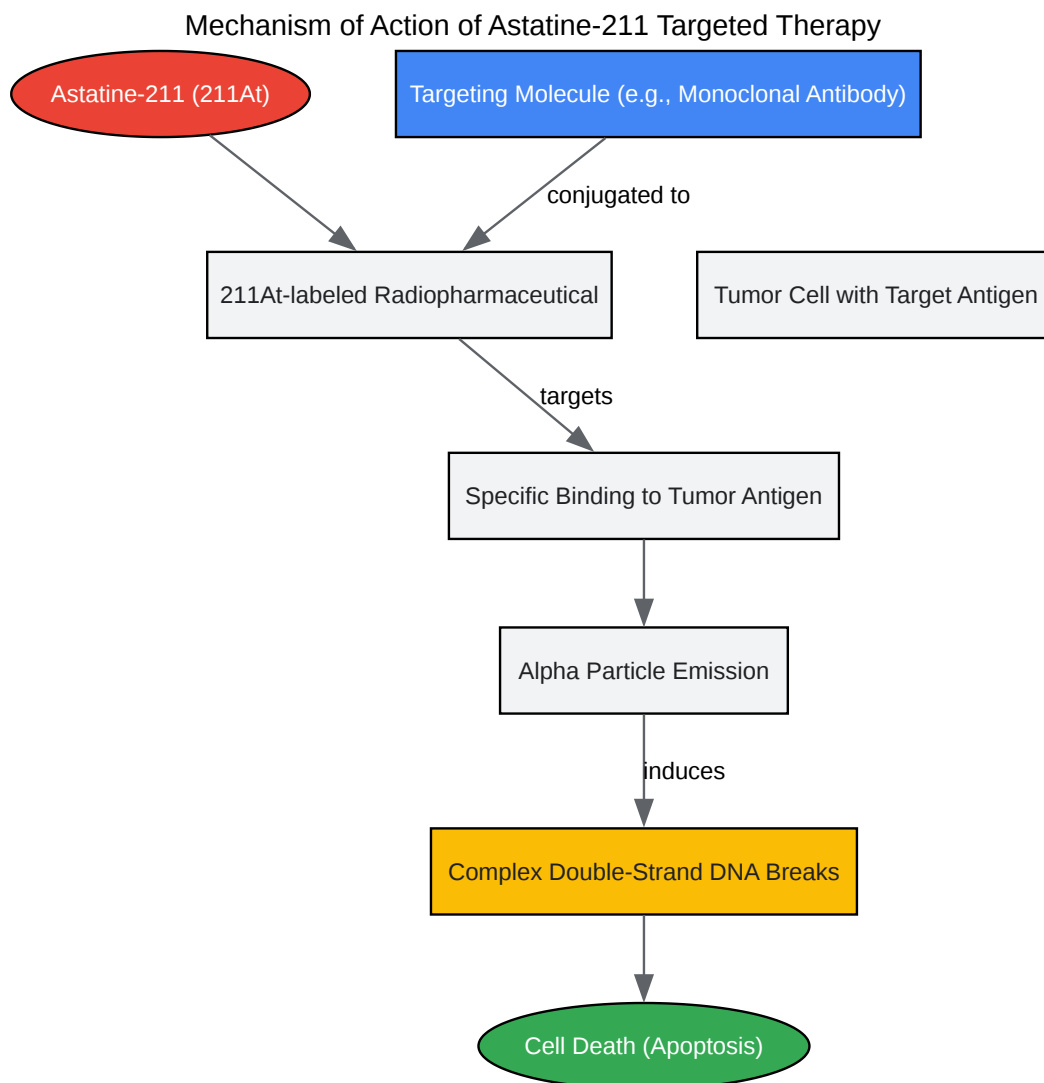 Mechanism of Action of Astatine-211 Targeted Therapy
Astatine-211 (211At)
Targeting Molecule (e.g., Monoclonal Antibody)
conjugated to
211At-labeled Radiopharmaceutical
Tumor Cell with Target Antigen
targets
Specific Binding to Tumor Antigen
Alpha Particle Emission
induces
Complex Double-Strand DNA Breaks
Cell Death (Apoptosis)